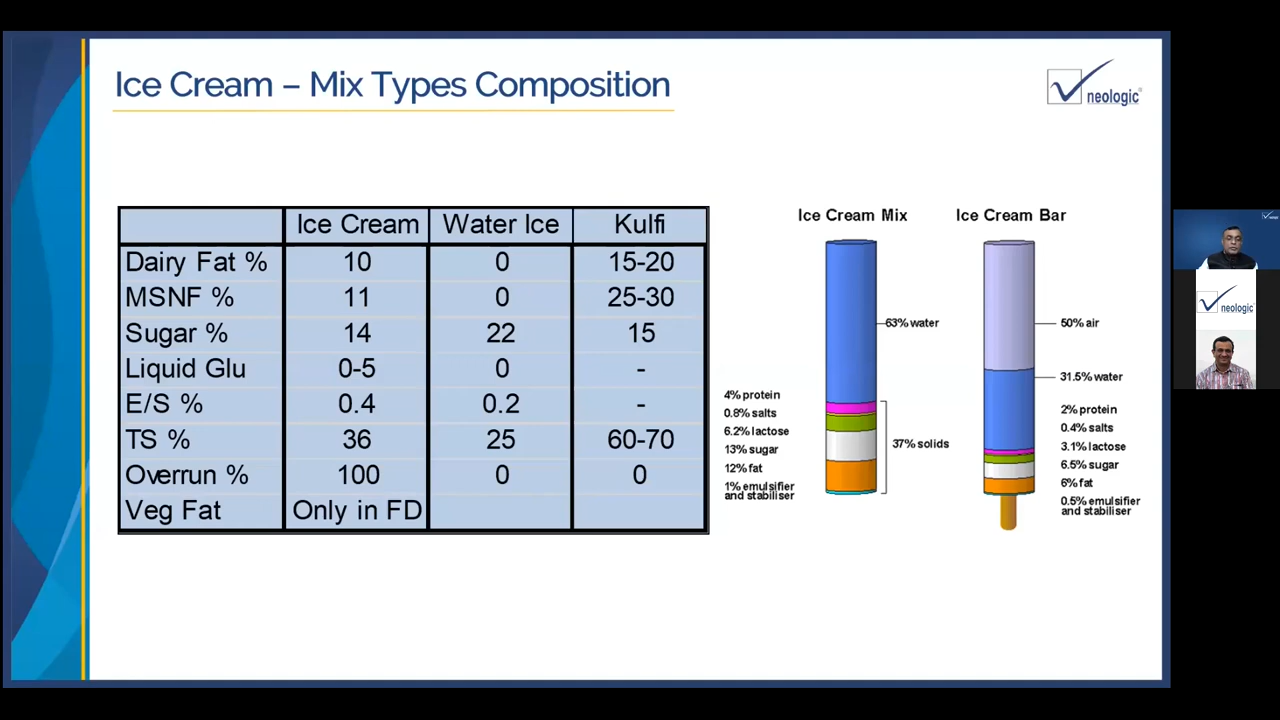 Ice Cream – Mix Types Composition
neologic
Ice Cream Water Ice Kulfi
Dairy Fat % 10 0 15-20
MSNF % 11 0 25-30
Sugar % 14 22 15
Liquid Glu 0-5 0 -
E/S % 0.4 0.2 -
TS % 36 25 60-70
Overrun % 100 0 0
Veg Fat Only in FD
Ice Cream Mix
63% water
4% protein
0.8% salts
6.2% lactose
13% sugar
12% fat
1% emulsifier
and stabiliser
37% solids
Ice Cream Bar
50% air
31.5% water
2% protein
0.4% salts
3.1% lactose
6.5% sugar
6% fat
0.5% emulsifier
and stabiliser
neologic